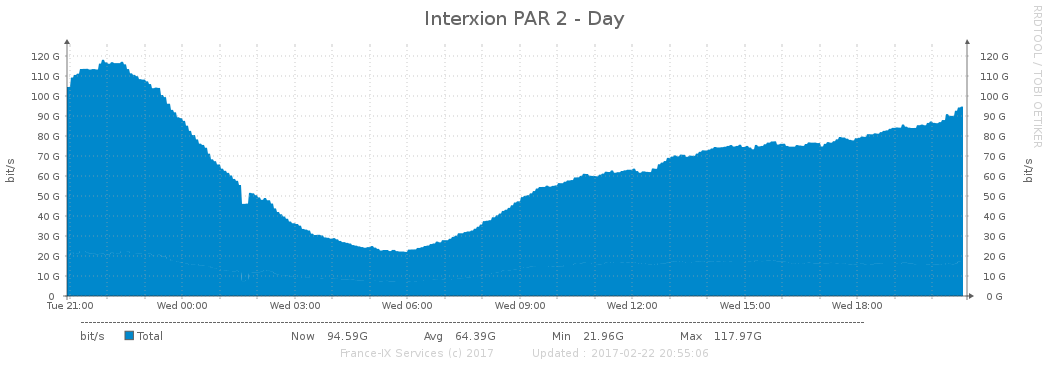 Interxion PAR 2 - Day
RRDTOOL / TOBI OETIKER
bit/s
120 G 120 G
110 G 110 G
100 G 100 G
90 G 90 G
80 G 80 G
70 G 70 G
60 G 60 G
50 G 50 G
40 G 40 G
30 G 30 G
20 G 20 G
10 G 10 G
0 0 G
bit/s
Tue 21:00 Wed 00:00 Wed 03:00 Wed 06:00 Wed 09:00 Wed 12:00 Wed 15:00 Wed 18:00
bit/s Total Now 94.59G Avg 64.39G Min 21.96G Max 117.97G
France-IX Services (c) 2017 Updated : 2017-02-22 20:55:06